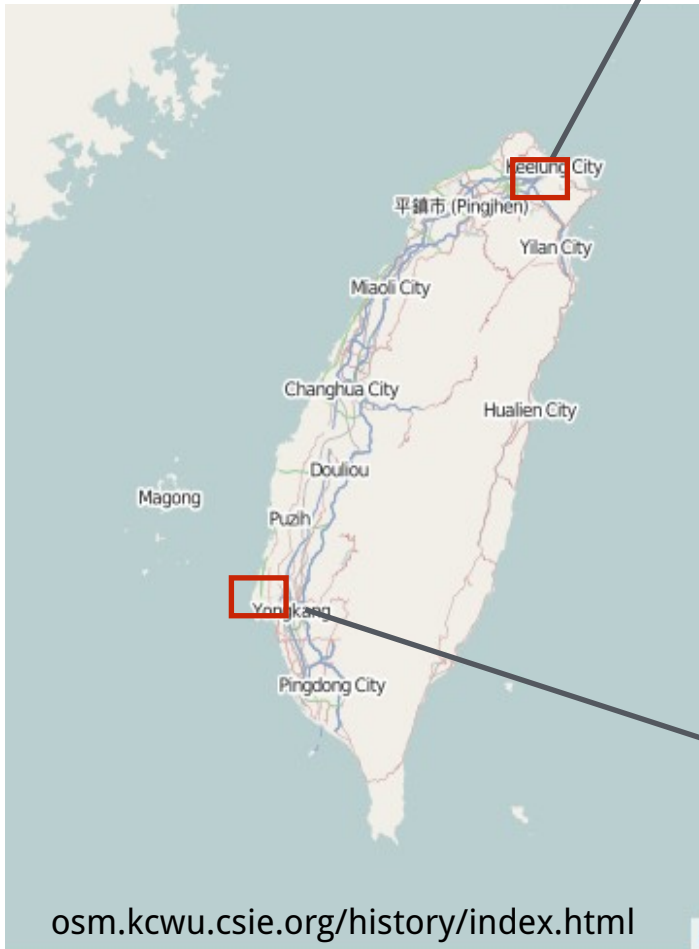 Keelung City
平鎮市 (Pingjhen)
Yilan City
Miaoli City
Changhua City
Hualien City
Douliou
Magong
Puzih
Yongkang
Pingdong City
osm.kcwu.csie.org/history/index.html